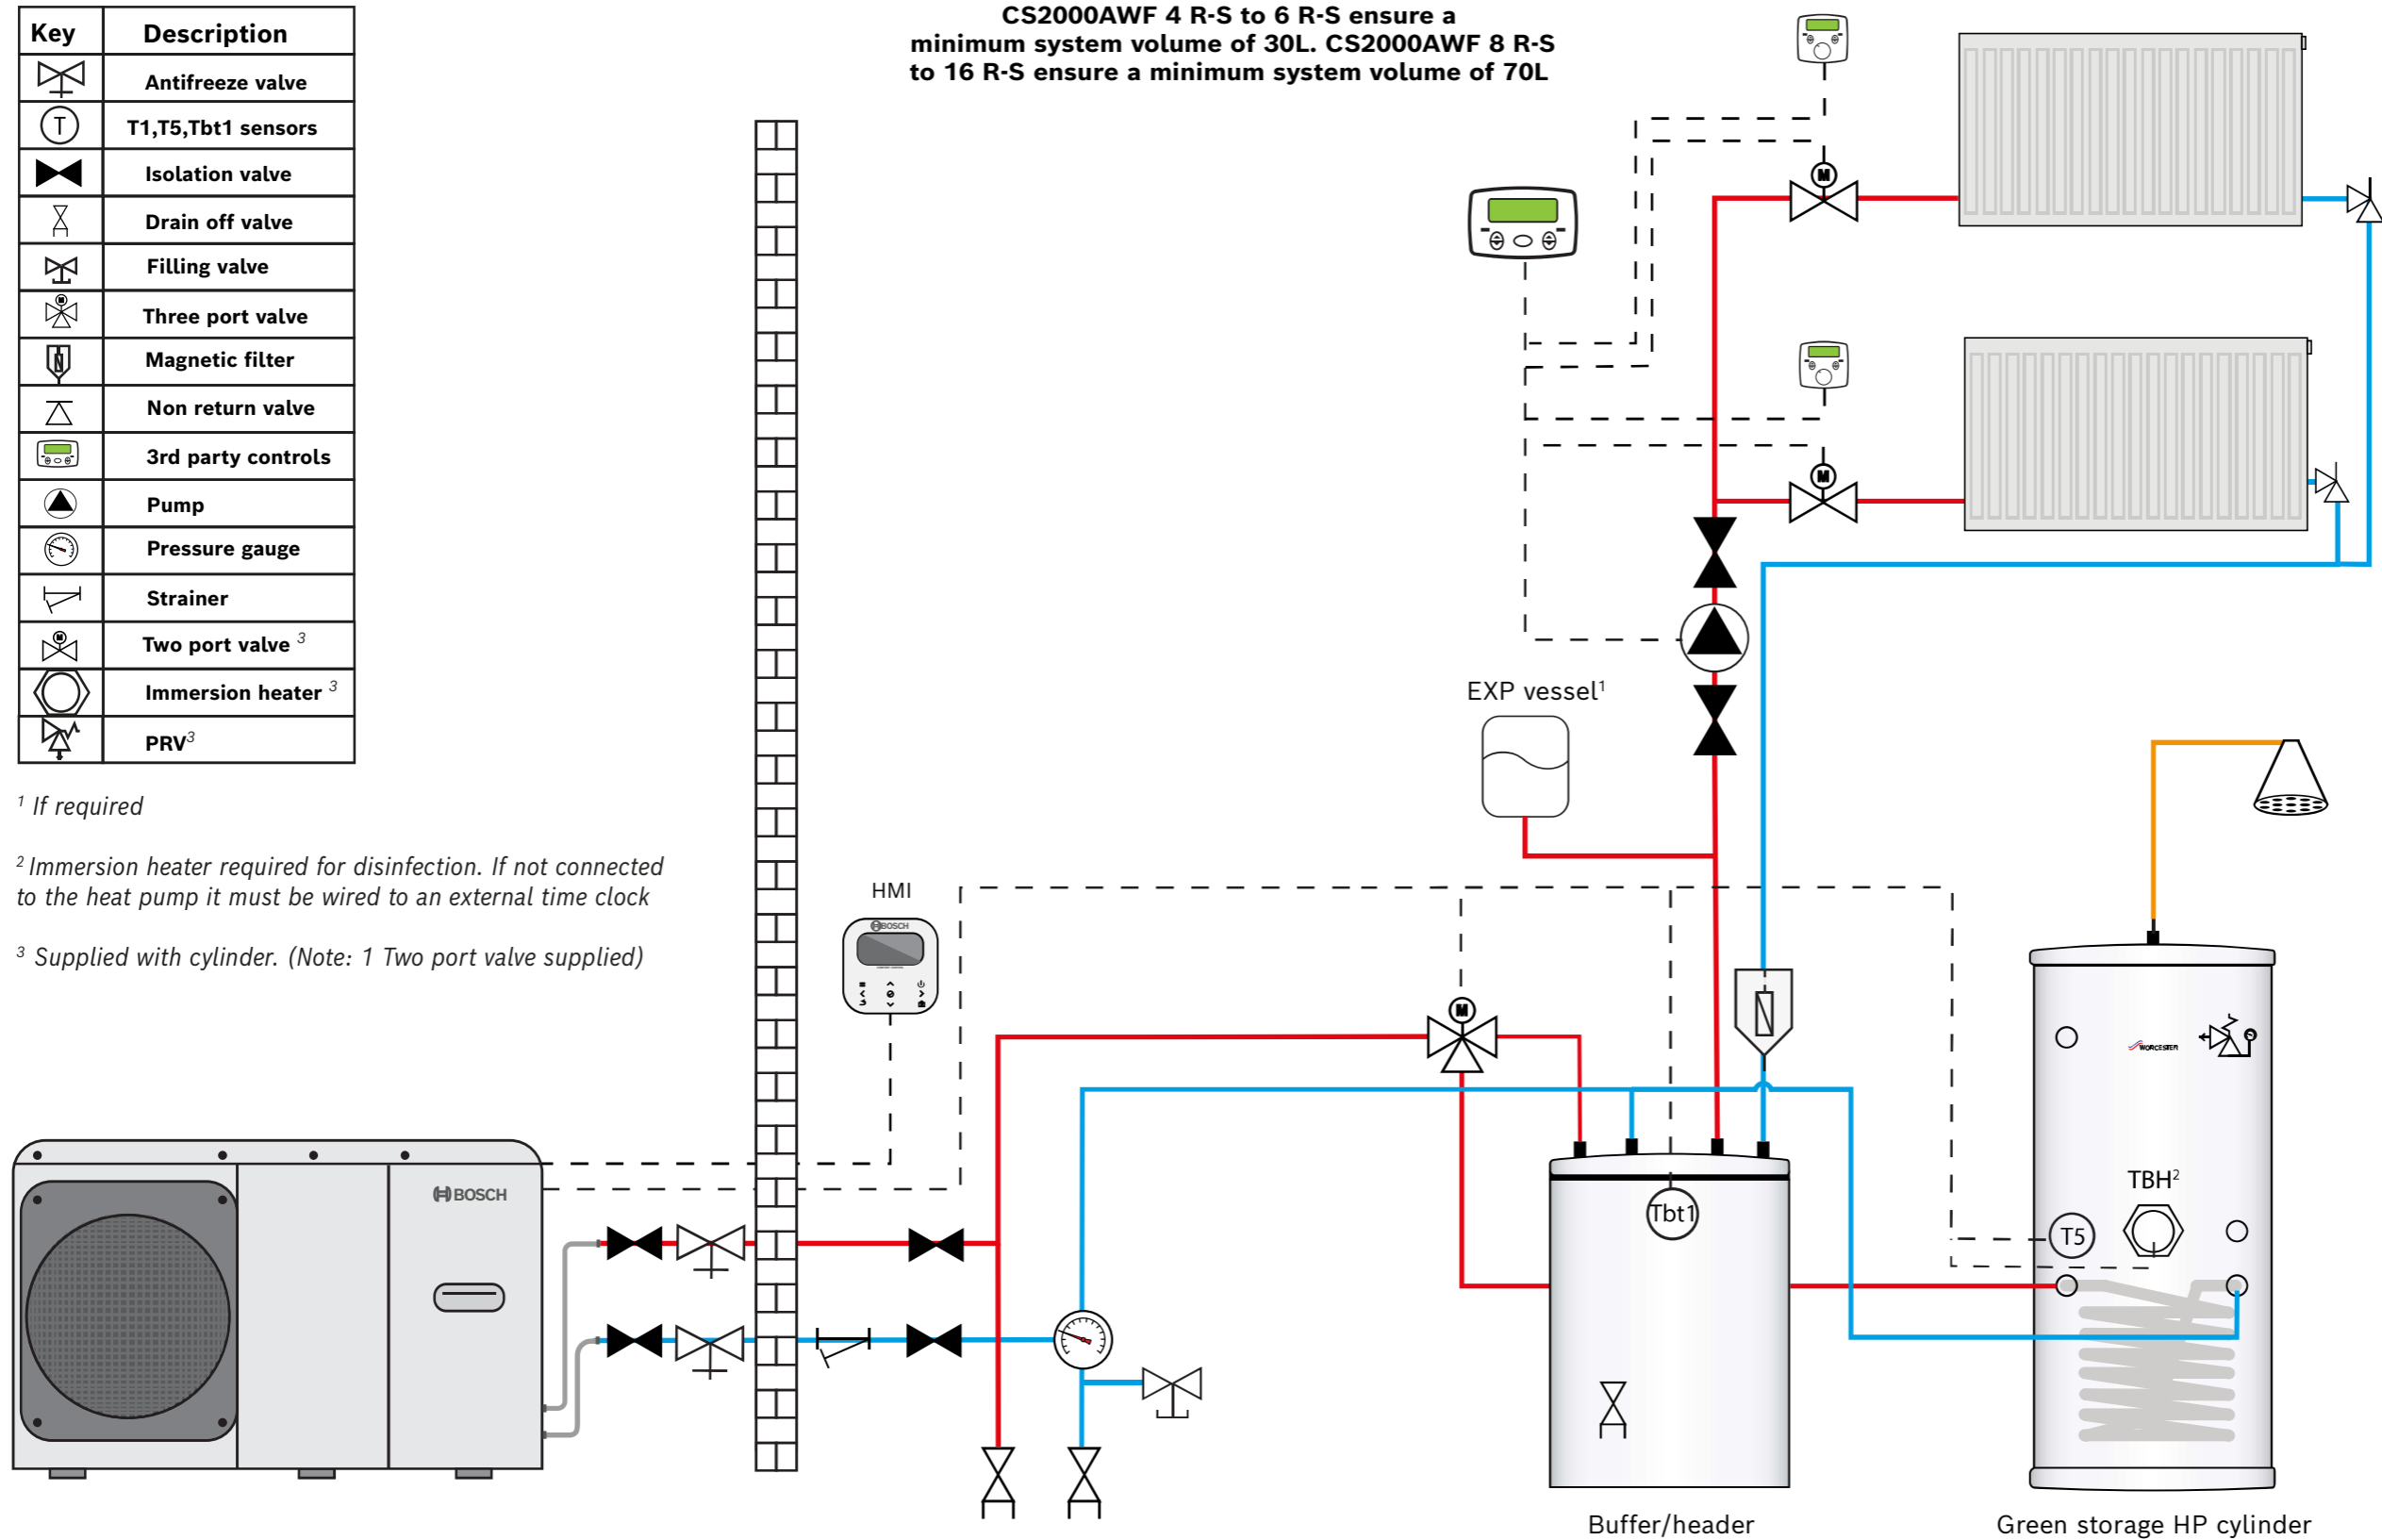 CS2000AWF 4 R-S to 6 R-S ensure a
minimum system volume of 30L. CS2000AWF 8 R-S
to 16 R-S ensure a minimum system volume of 70L
Key Description
Antifreeze valve
T T1,T5,Tbt1 sensors
Isolation valve
Drain off valve
Filling valve
M Three port valve
Magnetic filter
Non return valve
3rd party controls
Pump
Pressure gauge
Strainer
M Two port valve 3
Immersion heater 3
PRV3
1 If required
2 Immersion heater required for disinfection. If not connected
to the heat pump it must be wired to an external time clock
3 Supplied with cylinder. (Note: 1 Two port valve supplied)
M
M
EXP vessel1
HMI
BOSCH
M
WORCESTER
BOSCH
TBH2
Tbt1
T5
Buffer/header
Green storage HP cylinder